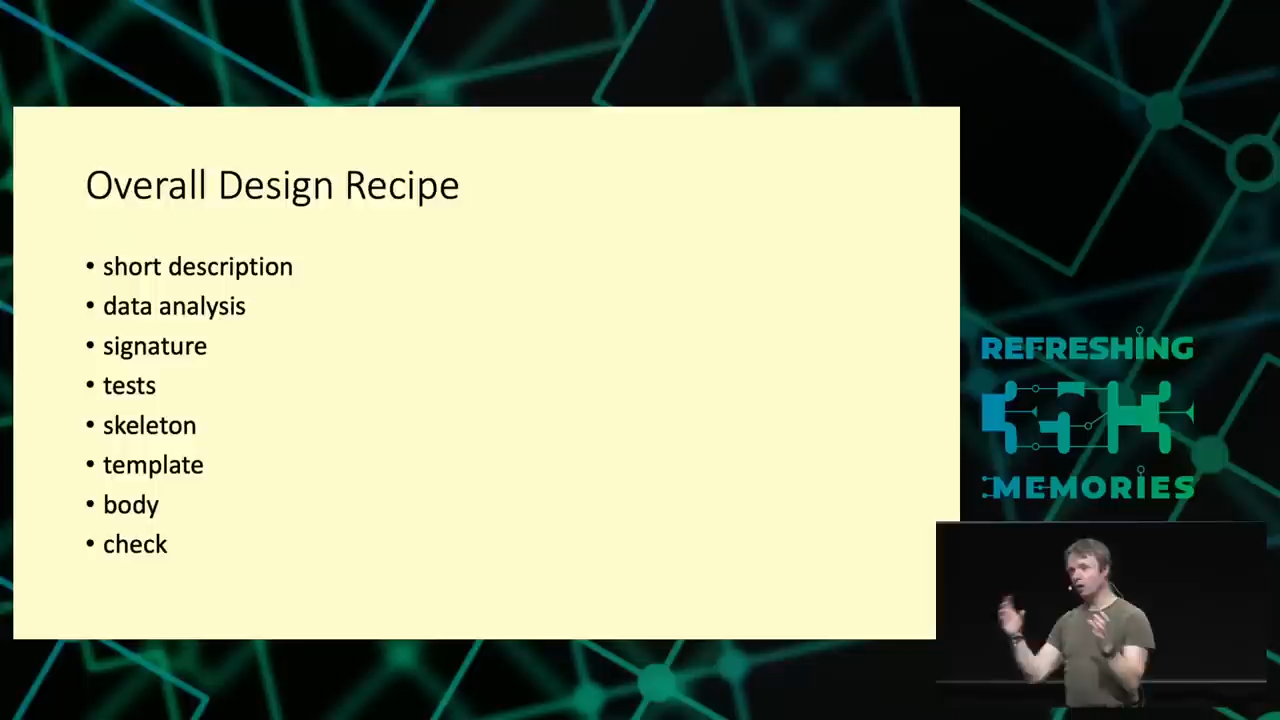 Overall Design Recipe
• short description
• data analysis
• signature
• tests
• skeleton
• template
• body
• check
REFRESHING
MEMORIES